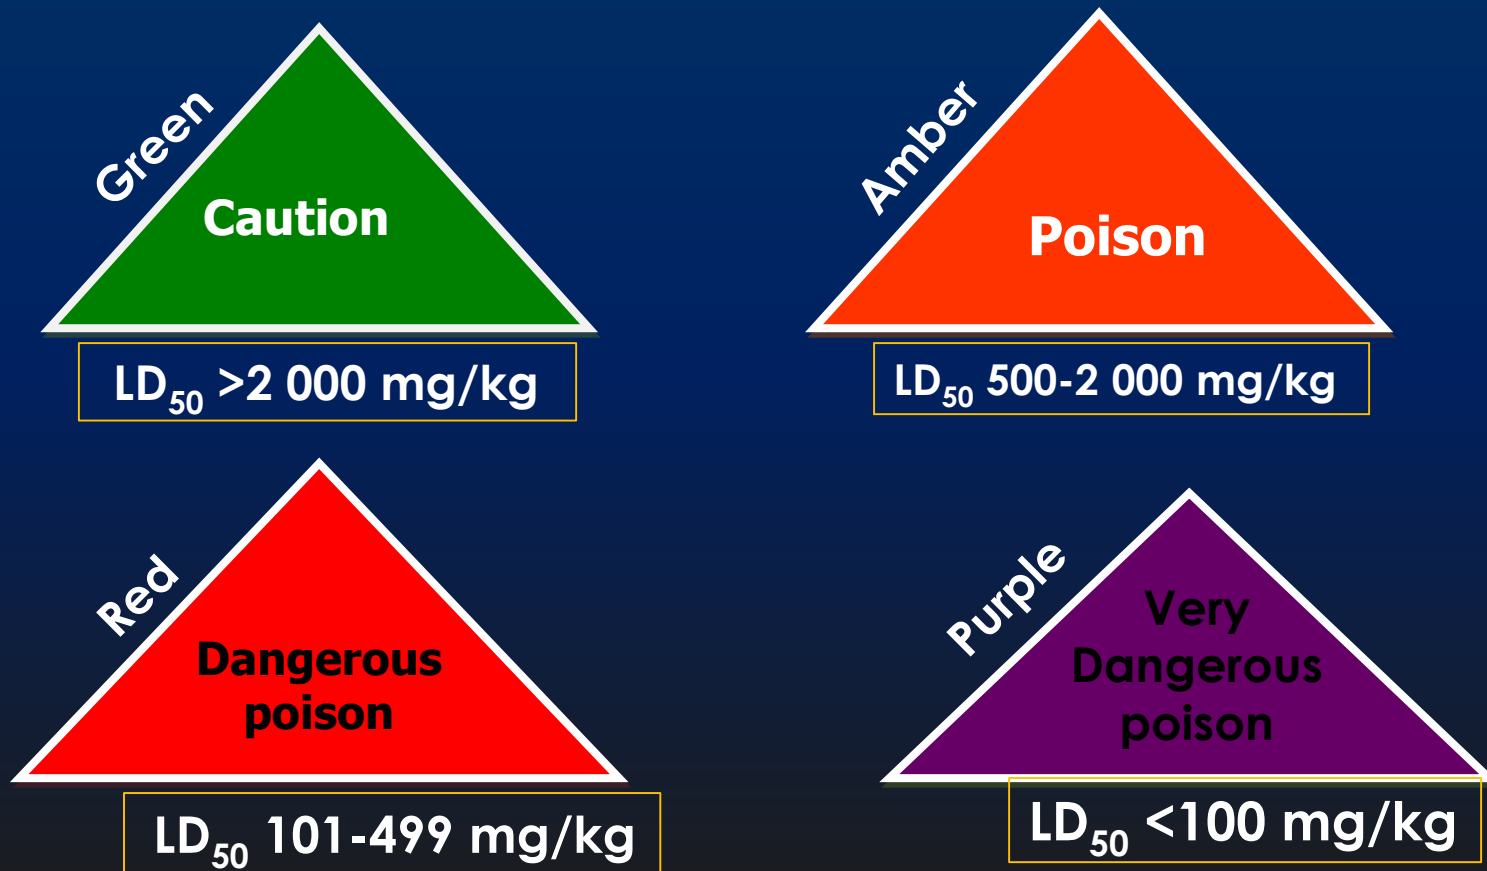 Green
Caution
LD50 >2 000 mg/kg
Amber
Poison
LD50 500-2 000 mg/kg
Red
Dangerous
poison
LD50 101-499 mg/kg
Purple
Very
Dangerous
poison
LD50 <100 mg/kg